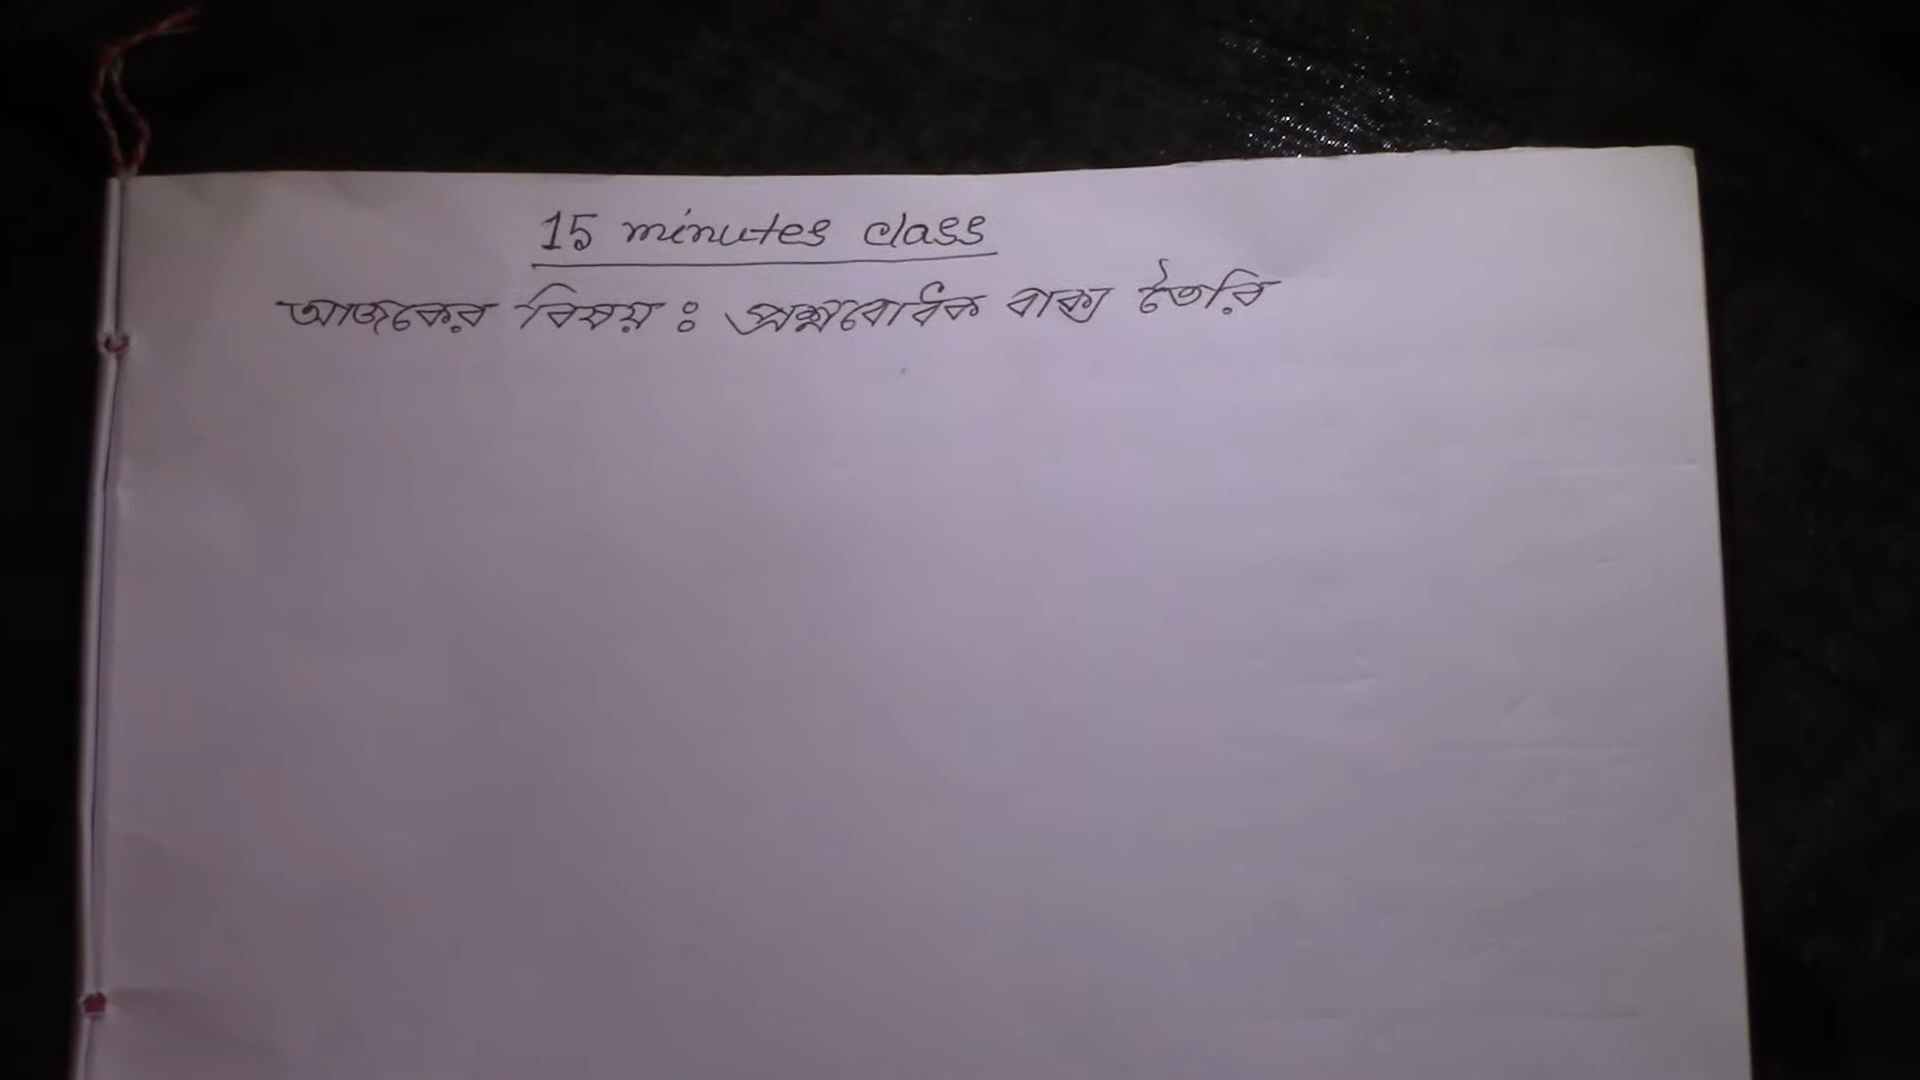 15 minutes class
আজকের বিষয় : প্রশ্নবোধক বাক্য তৈরি